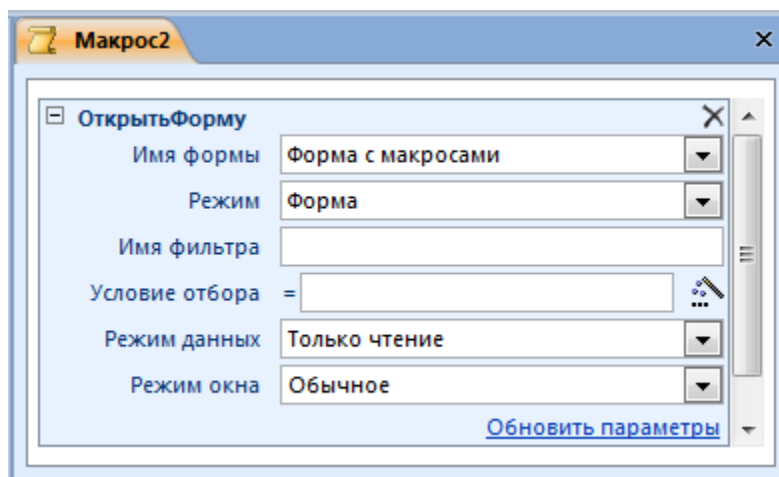 Макрос2
ОткрытьФорму
Имя формы Форма с макросами
Режим Форма
Имя фильтра
Условие отбора =
Режим данных Только чтение
Режим окна Обычное
Обновить параметры